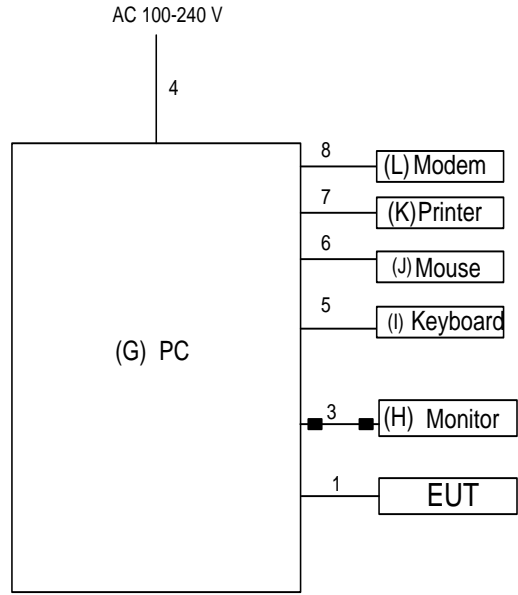 AC 100-240 V
4
8
(L) Modem
7
(K)Printer
6
(J) Mouse
5
(I) Keyboard
(G) PC
3
(H) Monitor
1
EUT